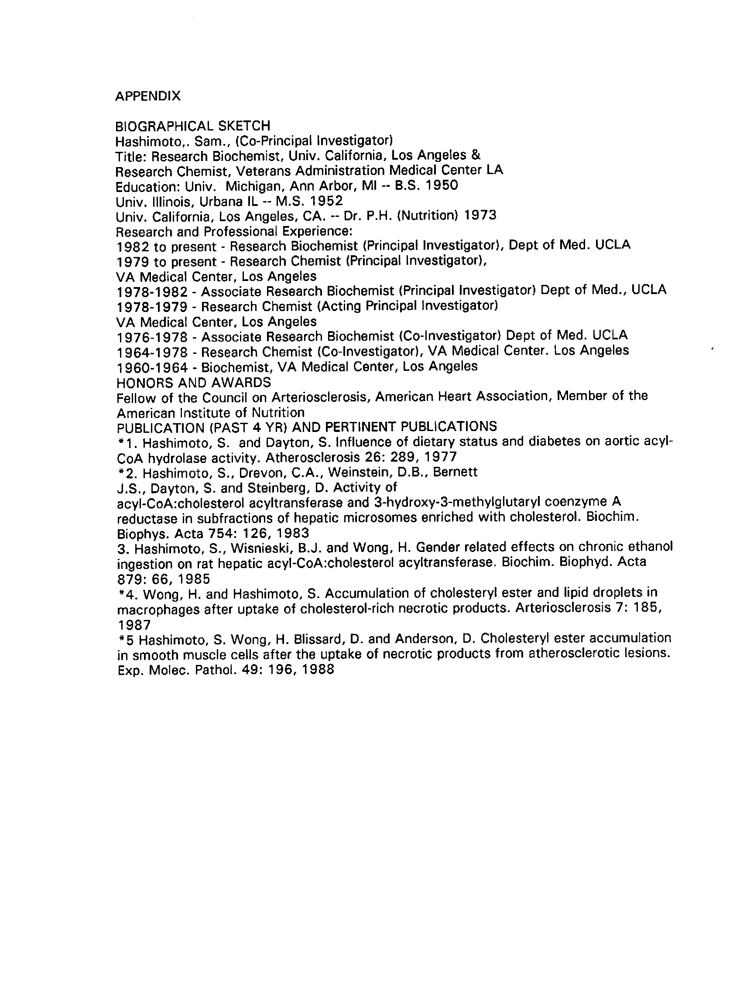 APPENDIX
BIOGRAPHICAL SKETCH
Hashimoto,. Sam., (Co-Principal Investigator)
Title: Research Biochemist, Univ. California, Los Angeles &
Research Chemist, Veterans Administration Medical Center LA
Education: Univ. Michigan, Ann Arbor, MI -- B.S. 1950
Univ. Illinois, Urbana IL -- M.S. 1952
Univ. California, Los Angeles, CA. -- Dr. P.H. (Nutrition) 1973
Research and Professional Experience:
1982 to present - Research Biochemist (Principal Investigator), Dept of Med. UCLA
1979 to present - Research Chemist (Principal Investigator),
VA Medical Center, Los Angeles
1978-1982 - Associate Research Biochemist (Principal Investigator) Dept of Med., UCLA
1978-1979 - Research Chemist (Acting Principal Investigator)
VA Medical Center, Los Angeles
1976-1978 - Associate Research Biochemist (Co-Investigator) Dept of Med. UCLA
1964-1978 - Research Chemist (Co-Investigator), VA Medical Center. Los Angeles
1960-1964 - Biochemist, VA Medical Center, Los Angeles
HONORS AND AWARDS
Fellow of the Council on Arteriosclerosis, American Heart Association, Member of the
American Institute of Nutrition
PUBLICATION (PAST 4 YR) AND PERTINENT PUBLICATIONS
*1. Hashimoto, S. and Dayton, S. Influence of dietary status and diabetes on aortic acyl-
CoA hydrolase activity. Atherosclerosis 26: 289, 1977
*2. Hashimoto, S., Drevon, C.A., Weinstein, D.B., Bernett
J.S., Dayton, S. and Steinberg, D. Activity of
acyl-CoA:cholesterol acyltransferase and 3-hydroxy-3-methylglutaryl coenzyme A
reductase in subfractions of hepatic microsomes enriched with cholesterol. Biochim.
Biophys. Acta 754: 126, 1983
3. Hashimoto, S., Wisnieski, B.J. and Wong, H. Gender related effects on chronic ethanol
ingestion on rat hepatic acyl-CoA:cholesterol acyltransferase. Biochim. Biophyd. Acta
879: 66, 1985
*4. Wong, H. and Hashimoto, S. Accumulation of cholesteryl ester and lipid droplets in
macrophages after uptake of cholesterol-rich necrotic products. Arteriosclerosis 7: 185,
1987
*5 Hashimoto, S. Wong, H. Blissard, D. and Anderson, D. Cholesteryl ester accumulation
in smooth muscle cells after the uptake of necrotic products from atherosclerotic lesions.
Exp. Molec. Pathol. 49: 196, 1988